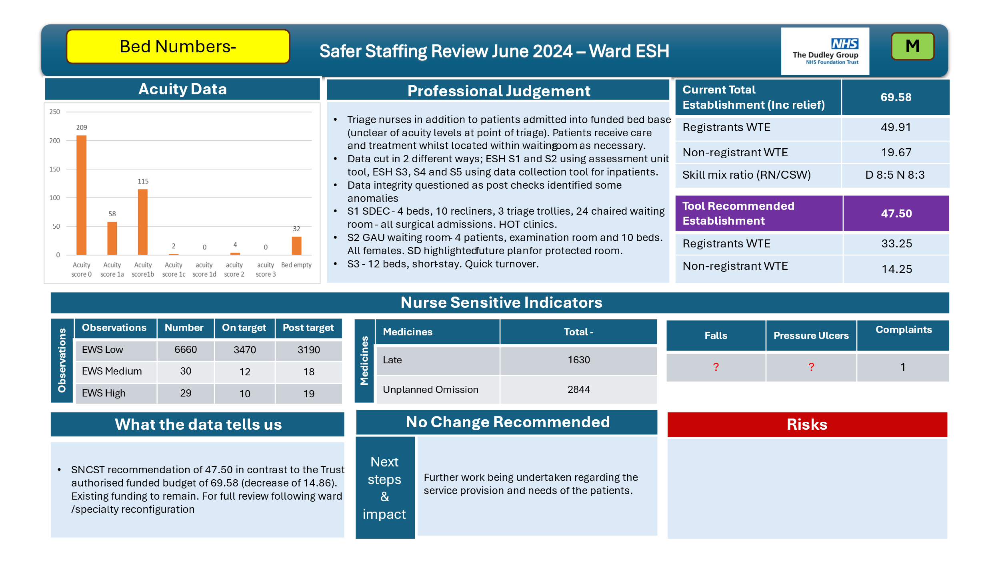 Bed Numbers-
Safer Staffing Review June 2024 – Ward ESH
NHS
The Dudley Group
NHS Foundation Trust
M
Acuity Data
250
200
150
100
50
0
209
58
115
2
0
4
0
32
Acuity score 0
Acuity score 1a
Acuity score1b
Acuity score 1c
acuity score 1d
acuity score 2
acuity score 3
Bed empty
Professional Judgement
• Triage nurses in addition to patients admitted into funded bed base
(unclear of acuity levels at point of triage). Patients receive care
and treatment whilst located within waiting room as necessary.
• Data cut in 2 different ways; ESH S1 and S2 using assessment unit
tool, ESH S3, S4 and S5 using data collection tool for inpatients.
• Data integrity questioned as post checks identified some
anomalies
• S1 SDEC - 4 beds, 10 recliners, 3 triage trollies, 24 chaired waiting
room - all surgical admissions. HOT clinics.
• S2 GAU waiting room- 4 patients, examination room and 10 beds.
All females. SD highlighted future plan for protected room.
• S3 - 12 beds, short-stay. Quick turnover.
Current Total
Establishment (Inc relief)
69.58
Registrants WTE 49.91
Non-registrant WTE 19.67
Skill mix ratio (RN/CSW) D 8:5 N 8:3
Tool Recommended
Establishment
47.50
Registrants WTE 33.25
Non-registrant WTE 14.25
Nurse Sensitive Indicators
Observations
Observations Number On target Post target
EWS Low 6660 3470 3190
EWS Medium 30 12 18
EWS High 29 10 19
Medicines
Medicines Total -
Late 1630
Unplanned Omission 2844
Falls Pressure Ulcers Complaints
? ? 1
What the data tells us
• SNCST recommendation of 47.50 in contrast to the Trust
authorised funded budget of 69.58 (decrease of 14.86).
Existing funding to remain. For full review following ward
/specialty reconfiguration
No Change Recommended
Next
steps
&
impact
Further work being undertaken regarding the
service provision and needs of the patients.
Risks